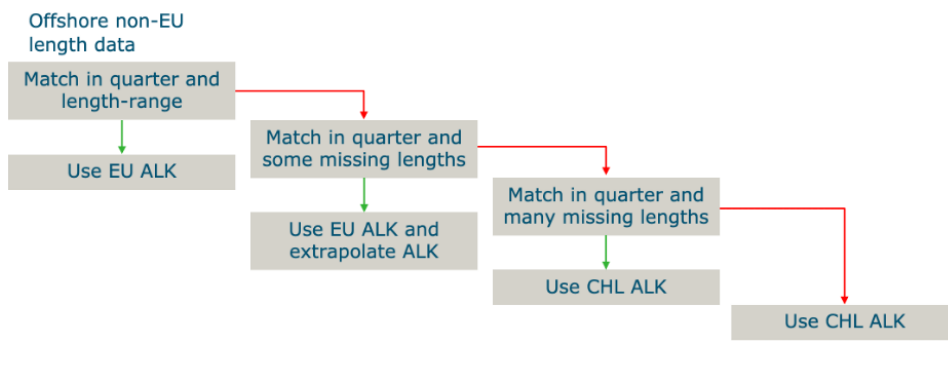 Offshore non-EU
length data
Match in quarter and
length-range
Use EU ALK
Match in quarter and
some missing lengths
Use EU ALK and
extrapolate ALK
Match in quarter and
many missing lengths
Use CHL ALK
Use CHL ALK